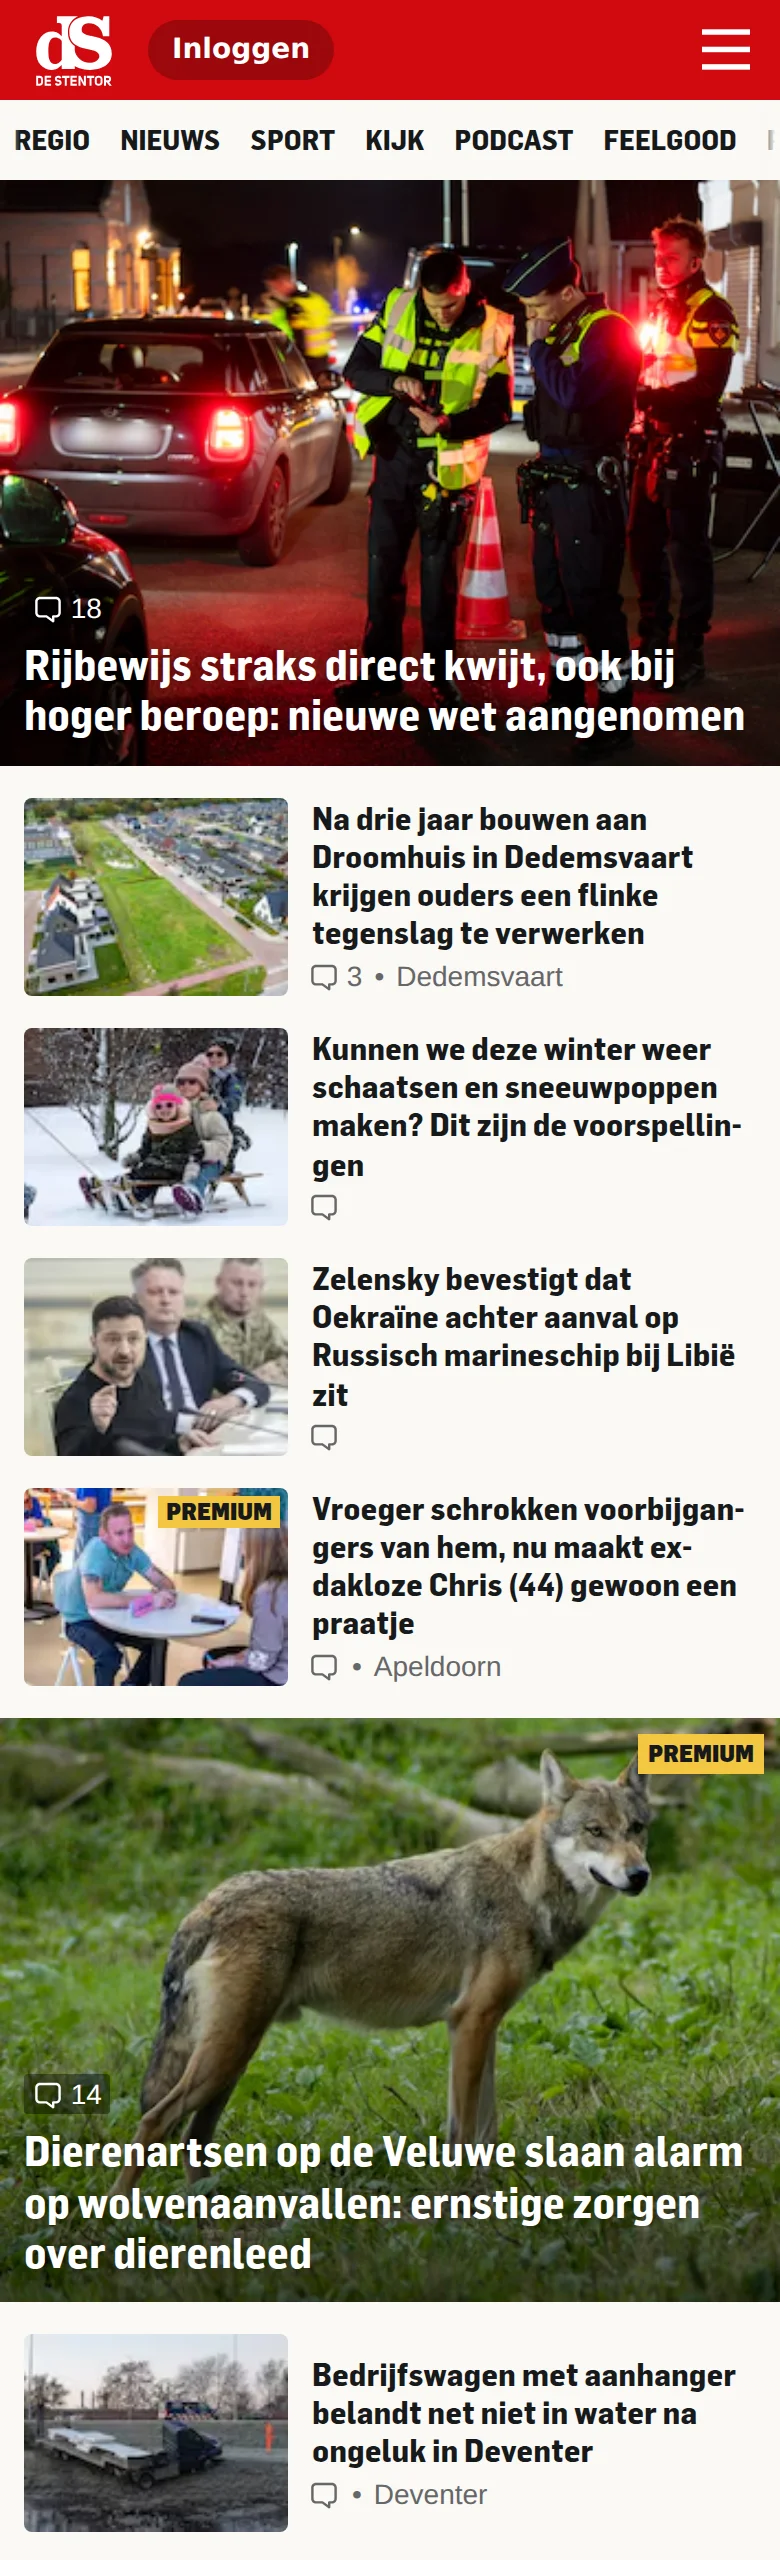 dS
DE STENTOR
Inloggen
REGIO NIEUWS SPORT KIJK PODCAST FEELGOOD
18
Rijbewijs straks direct kwijt, ook bij
hoger beroep: nieuwe wet aangenomen
Na drie jaar bouwen aan
Droomhuis in Dedemsvaart
krijgen ouders een flinke
tegenslag te verwerken
3 • Dedemsvaart
Kunnen we deze winter weer
schaatsen en sneeuwpoppen
maken? Dit zijn de voorspellin-
gen
Zelensky bevestigt dat
Oekraïne achter aanval op
Russisch marineschip bij Libië
zit
PREMIUM
Vroeger schrokken voorbijgan-
gers van hem, nu maakt ex-
dakloze Chris (44) gewoon een
praatje
• Apeldoorn
PREMIUM
14
Dierenartsen op de Veluwe slaan alarm
op wolvenaanvallen: ernstige zorgen
over dierenleed
Bedrijfswagen met aanhanger
belandt net niet in water na
ongeluk in Deventer
• Deventer